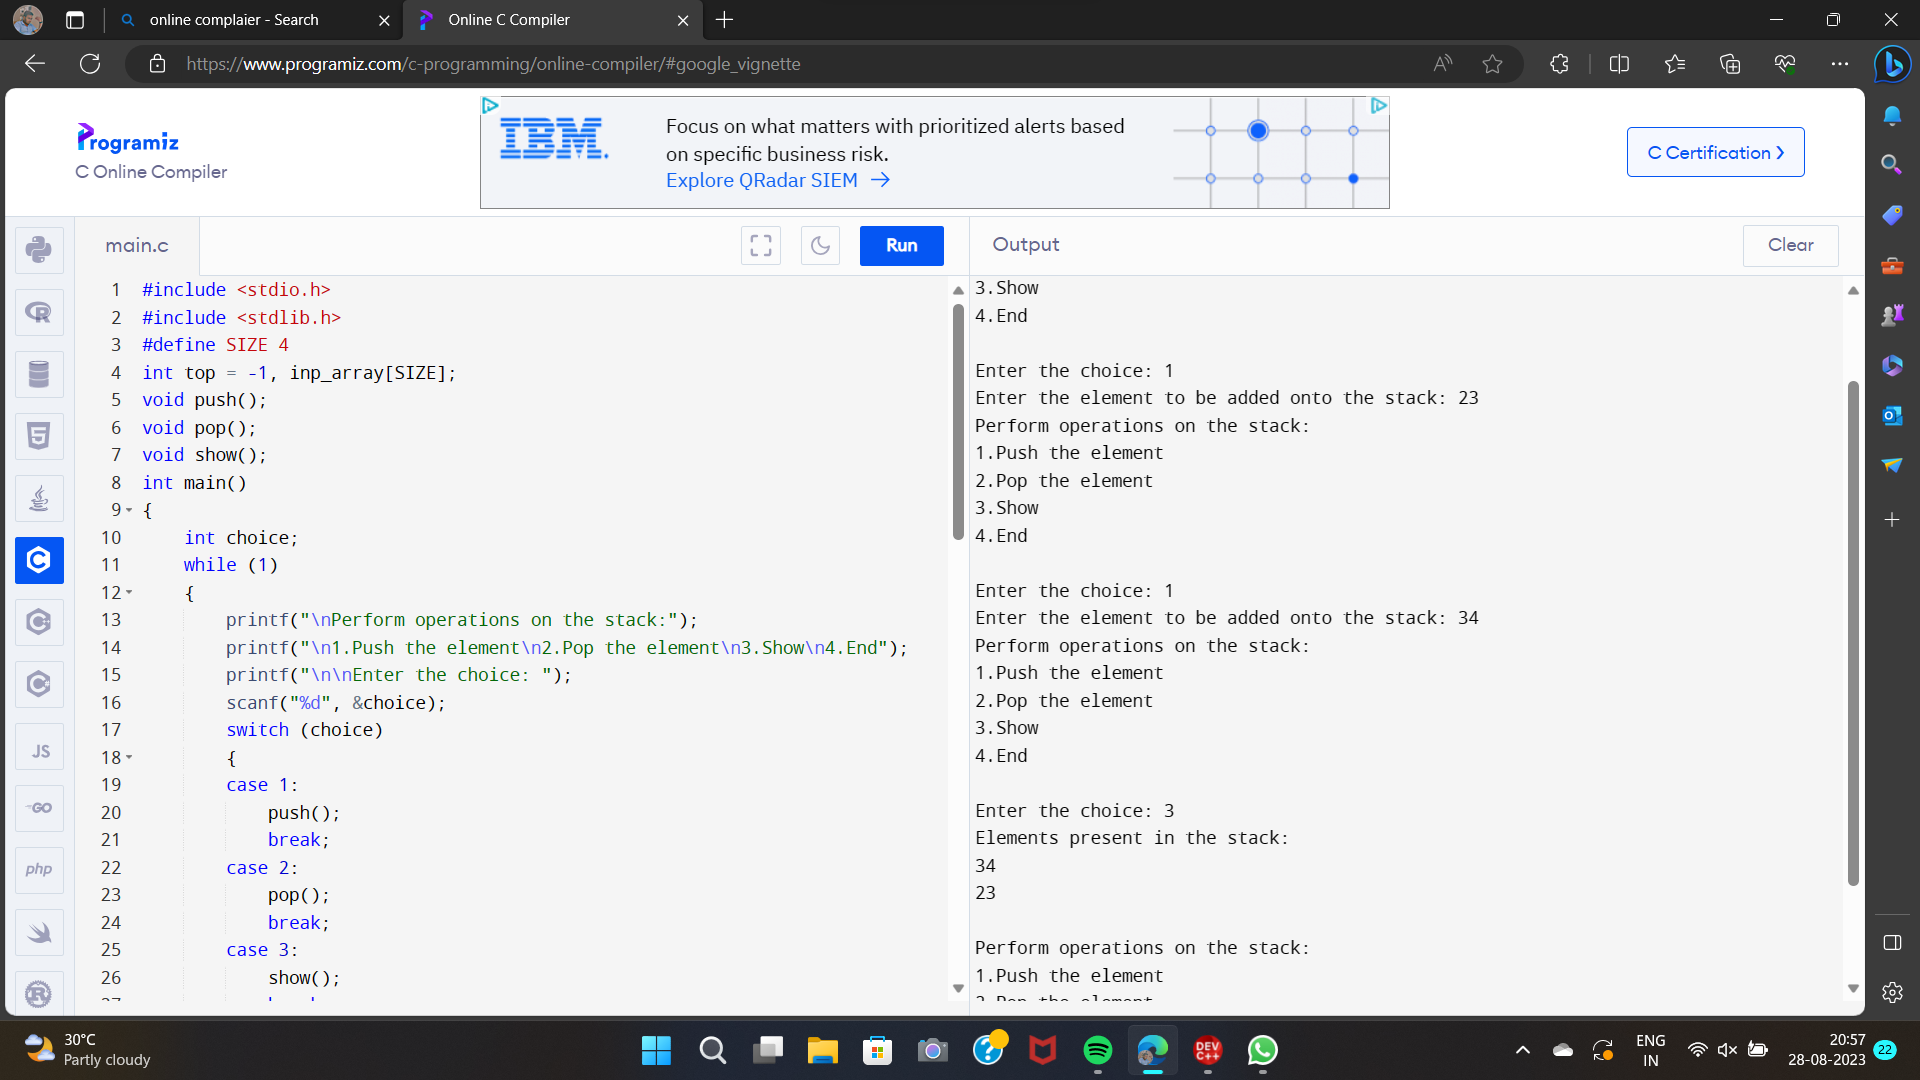 online complaier - Search
Online C Compiler
https://www.programiz.com/c-programming/online-compiler/#google_vignette
Programiz
C Online Compiler
IBM
Focus on what matters with prioritized alerts based
on specific business risk.
Explore QRadar SIEM →
C Certification >
main.c
Run
Output
Clear
1 #include <stdio.h>
2 #include <stdlib.h>
3 #define SIZE 4
4 int top = -1, inp_array[SIZE];
5 void push();
6 void pop();
7 void show();
8 int main()
9 {
10 int choice;
11 while (1)
12 {
13 printf("\nPerform operations on the stack:");
14 printf("\n1.Push the element\n2.Pop the element\n3.Show\n4.End");
15 printf("\n\nEnter the choice: ");
16 scanf("%d", &choice);
17 switch (choice)
18 {
19 case 1:
20 push();
21 break;
22 case 2:
23 pop();
24 break;
25 case 3:
26 show();
3.Show
4.End
Enter the choice: 1
Enter the element to be added onto the stack: 23
Perform operations on the stack:
1.Push the element
2.Pop the element
3.Show
4.End
Enter the choice: 1
Enter the element to be added onto the stack: 34
Perform operations on the stack:
1.Push the element
2.Pop the element
3.Show
4.End
Enter the choice: 3
Elements present in the stack:
34
23
Perform operations on the stack:
1.Push the element
JS
GO
php
30°C
Partly cloudy
DEV
C++
ENG
IN
20:57
28-08-2023
22